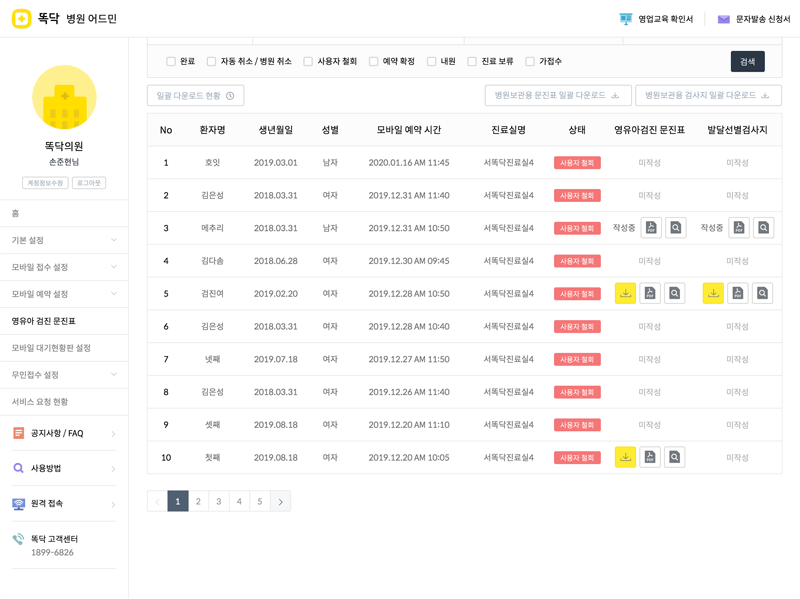 똑닥 병원 어드민
영업교육 확인서
문자발송 신청서
똑닥의원
손준현님
계정정보수정 로그아웃
홈
기본 설정
모바일 접수 설정
모바일 예약 설정
영유아 검진 문진표
모바일 대기현황판 설정
무인접수 설정
서비스 요청 현황
공지사항 / FAQ
사용방법
원격 접속
똑닥 고객센터
1899-6826
완료 자동 취소 / 병원 취소 사용자 철회 예약 확정 내원 진료 보류 가접수 검색
일괄 다운로드 현황 병원보관용 문진표 일괄 다운로드 병원보관용 검사지 일괄 다운로드
No 환자명 생년월일 성별 모바일 예약 시간 진료실명 상태 영유아검진 문진표 발달선별검사지
1 호잇 2019.03.01 남자 2020.01.16 AM 11:45 서똑닥진료실4 사용자 철회 미작성 미작성
2 김은성 2018.03.31 여자 2019.12.31 AM 11:40 서똑닥진료실4 사용자 철회 미작성 미작성
3 메추리 2018.03.31 남자 2019.12.31 AM 10:50 서똑닥진료실4 사용자 철회 작성중 PDF 작성중 PDF
4 김다솜 2018.06.28 여자 2019.12.30 AM 09:45 서똑닥진료실4 사용자 철회 미작성 미작성
5 검진여 2019.02.20 여자 2019.12.28 AM 10:50 서똑닥진료실4 사용자 철회 PDF PDF
6 김은성 2018.03.31 여자 2019.12.28 AM 10:40 서똑닥진료실4 사용자 철회 미작성 미작성
7 넷째 2019.07.18 여자 2019.12.27 AM 11:50 서똑닥진료실4 사용자 철회 미작성 미작성
8 김은성 2018.03.31 여자 2019.12.26 AM 11:40 서똑닥진료실4 사용자 철회 미작성 미작성
9 셋째 2019.08.18 여자 2019.12.20 AM 11:10 서똑닥진료실4 사용자 철회 미작성 미작성
10 첫째 2019.08.18 여자 2019.12.20 AM 10:05 서똑닥진료실4 사용자 철회 PDF 미작성
1 2 3 4 5